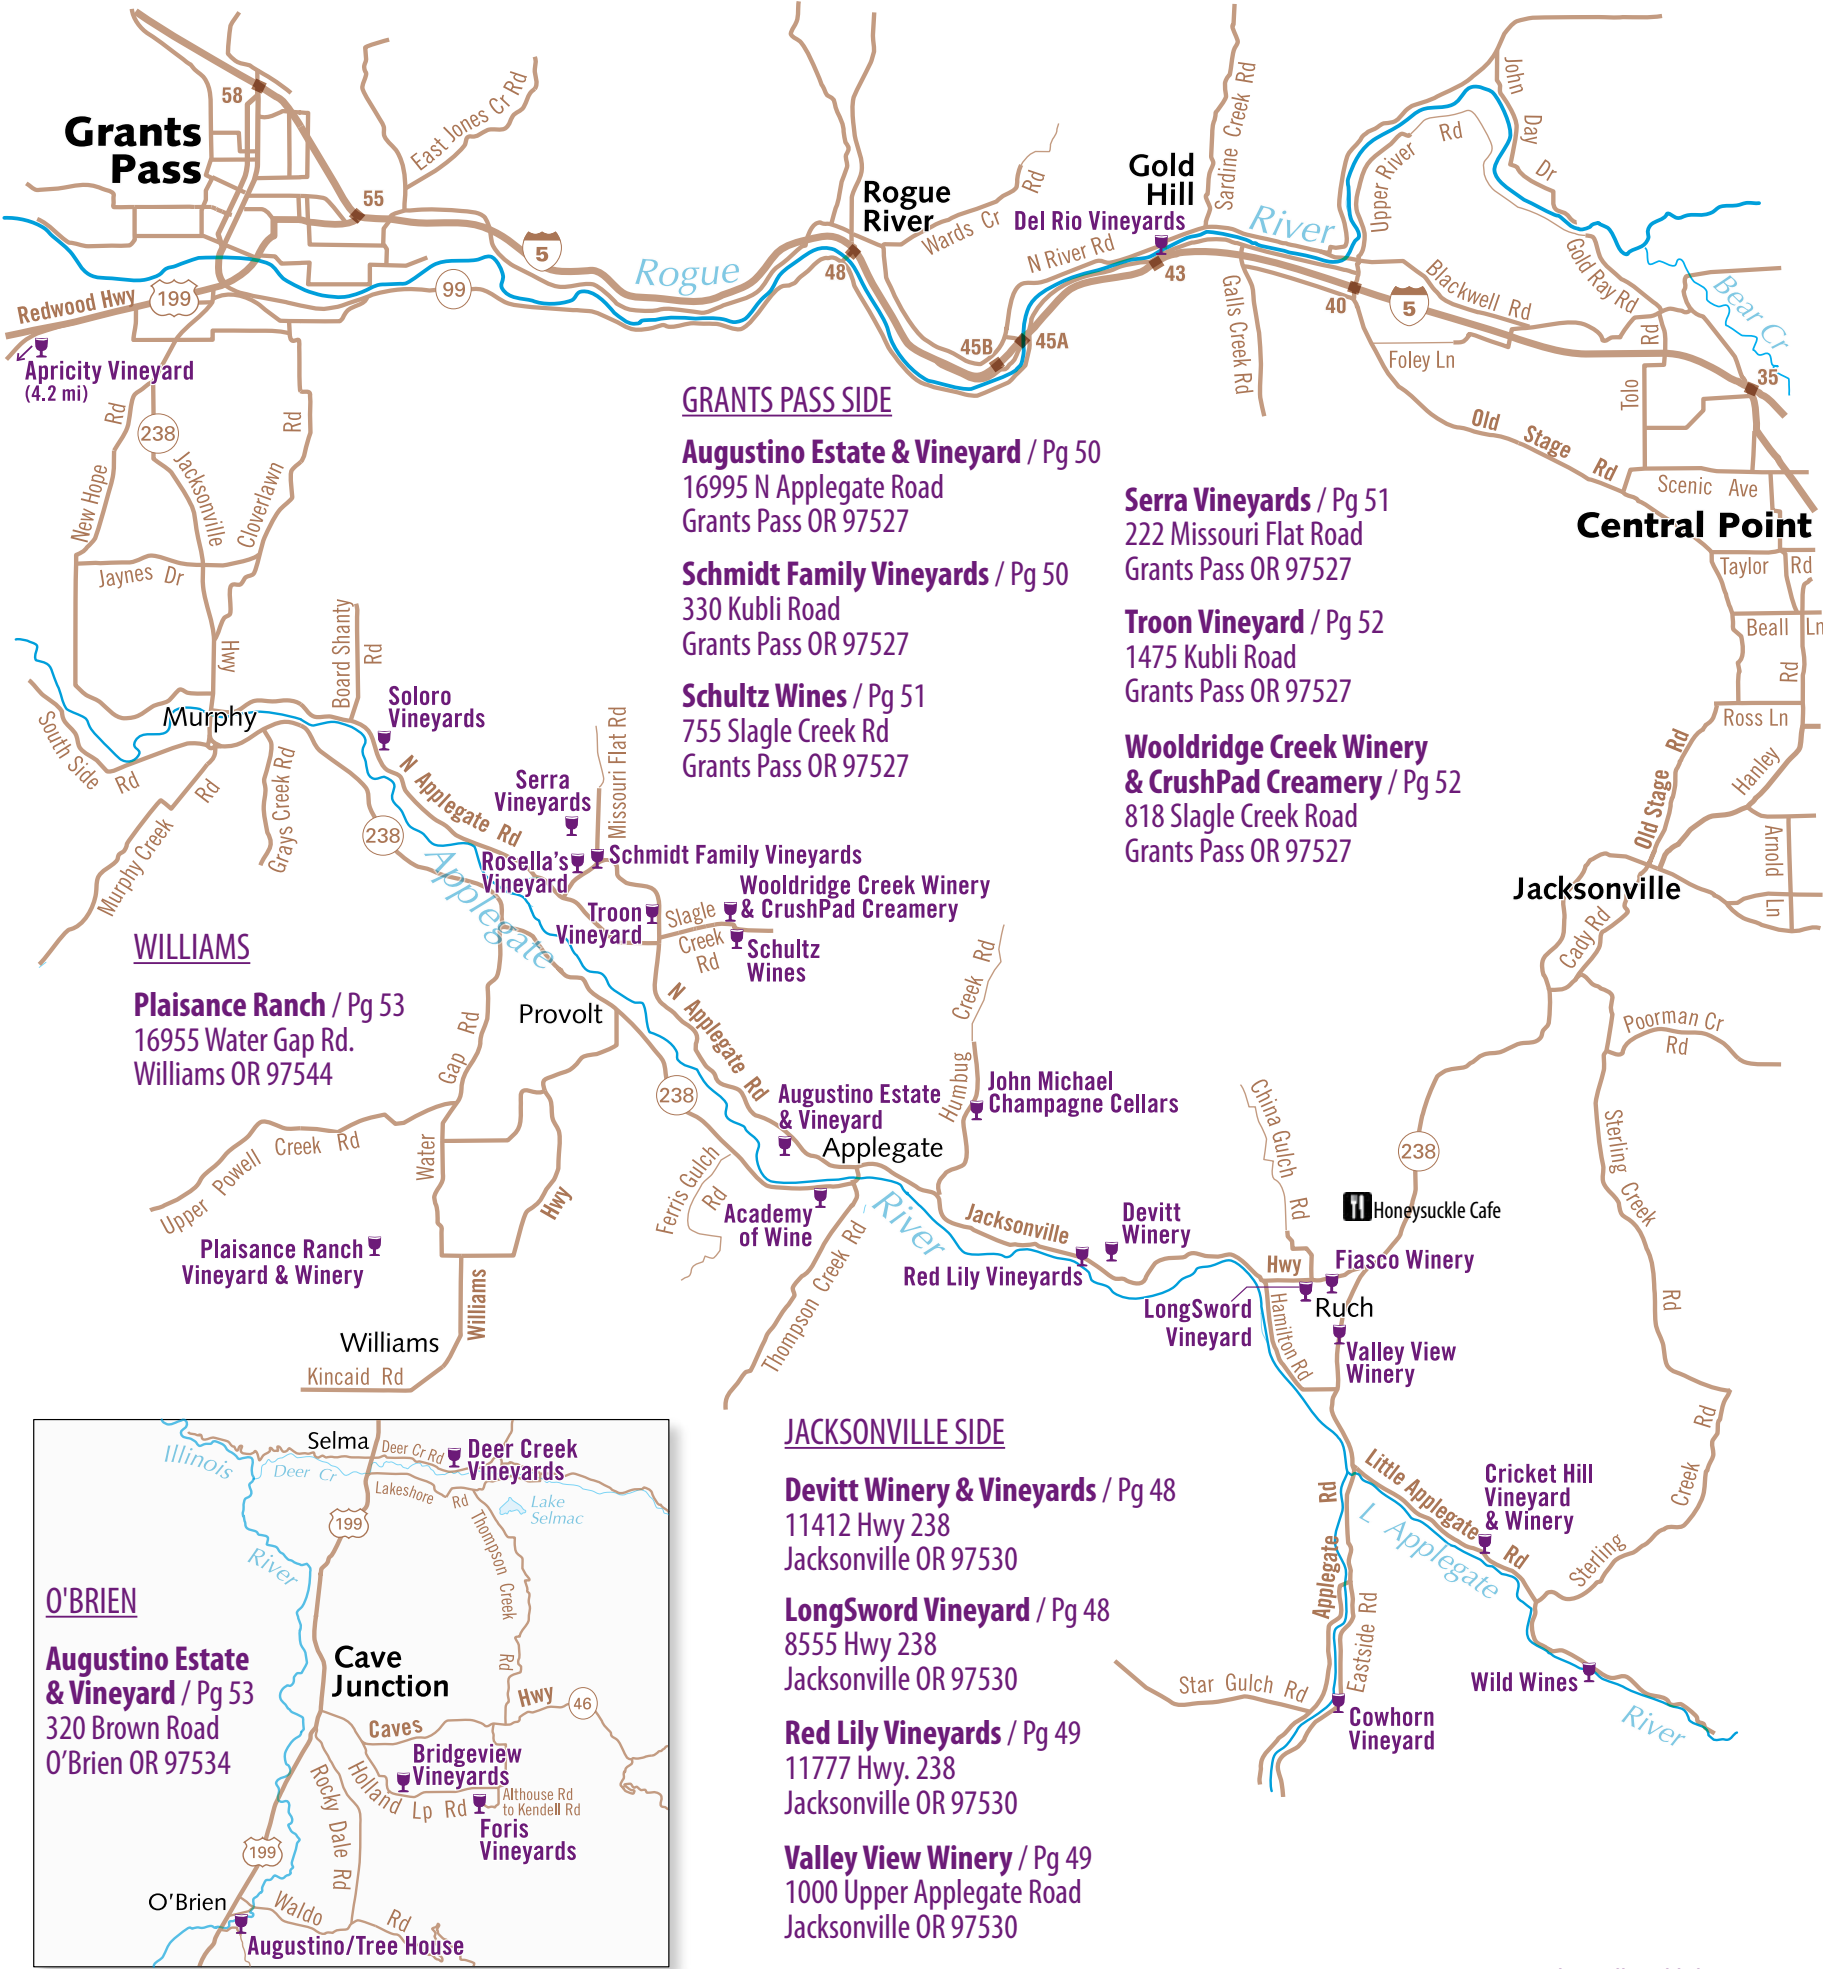 58
Grants
Pass
East Jones Cr Rd
55
5
Rogue
99
Redwood Hwy
199
Apricity Vineyard
(4.2 mi)
New Hope Rd
238
Jacksonville Hwy
Cloverlawn Rd
Jaynes Dr
48
Rogue
River
Wards Cr Rd
Gold
Hill
Del Rio Vineyards
N River Rd
Sardine Creek Rd
River
43
45B
45A
Galls Creek Rd
40
5
Upper River Rd
John Day Dr
Gold Ray Rd
Blackwell Rd
Bear Cr
Foley Ln
Tolo Rd
35
Old Stage Rd
Scenic Ave
Central Point
Taylor Rd
Beall Ln
Rd
Ross Ln
Hanley
Old Stage Rd
Arnold Ln
Jacksonville
Cady Rd
Poorman Cr
Rd
Sterling Creek Rd
238
GRANTS PASS SIDE
Augustino Estate & Vineyard / Pg 50
16995 N Applegate Road
Grants Pass OR 97527
Schmidt Family Vineyards / Pg 50
330 Kubli Road
Grants Pass OR 97527
Schultz Wines / Pg 51
755 Slagle Creek Rd
Grants Pass OR 97527
Serra Vineyards / Pg 51
222 Missouri Flat Road
Grants Pass OR 97527
Troon Vineyard / Pg 52
1475 Kubli Road
Grants Pass OR 97527
Wooldridge Creek Winery
& CrushPad Creamery / Pg 52
818 Slagle Creek Road
Grants Pass OR 97527
Board Shanty
Rd
Murphy
South Side Rd
Murphy Creek Rd
Grays Creek Rd
238
Soloro
Vineyards
N Applegate Rd
Serra
Vineyards
Missouri Flat Rd
Rosella's
Vineyard
Schmidt Family Vineyards
Applegate
Troon
Vineyard
Slagle
Creek
Rd
Wooldridge Creek Winery
& CrushPad Creamery
Schultz
Wines
WILLIAMS
Plaisance Ranch / Pg 53
16955 Water Gap Rd.
Williams OR 97544
Provolt
Water Gap Rd
N Applegate Rd
238
Humbug Creek Rd
John Michael
Champagne Cellars
Augustino Estate
& Vineyard
Applegate
Upper Powell Creek Rd
Williams Hwy
Ferris Gulch
Rd
Academy
of Wine
River
Thompson Creek Rd
Plaisance Ranch
Vineyard & Winery
Williams
Kincaid Rd
Jacksonville Hwy
Red Lily Vineyards
Devitt
Winery
China Gulch Rd
Honeysuckle Cafe
Fiasco Winery
LongSword
Vineyard
Ruch
Hamilton Rd
Valley View
Winery
Little Applegate Rd
Cricket Hill
Vineyard
& Winery
L Applegate
River
Sterling Creek Rd
Applegate Rd
Eastside Rd
Star Gulch Rd
Wild Wines
Cowhorn
Vineyard
JACKSONVILLE SIDE
Devitt Winery & Vineyards / Pg 48
11412 Hwy 238
Jacksonville OR 97530
LongSword Vineyard / Pg 48
8555 Hwy 238
Jacksonville OR 97530
Red Lily Vineyards / Pg 49
11777 Hwy. 238
Jacksonville OR 97530
Valley View Winery / Pg 49
1000 Upper Applegate Road
Jacksonville OR 97530
Illinois
River
Selma
Deer Cr Rd
Deer Cr
Deer Creek
Vineyards
Lakeshore Rd
Lake
Selmac
199
Thompson Creek Rd
O'BRIEN
Augustino Estate
& Vineyard / Pg 53
320 Brown Road
O'Brien OR 97534
Cave
Junction
Caves Hwy
46
Bridgeview
Vineyards
Holland Lp Rd
Althouse Rd
to Kendell Rd
Foris
Vineyards
Rocky Dale Rd
199
O'Brien
Waldo Rd
Augustino/Tree House